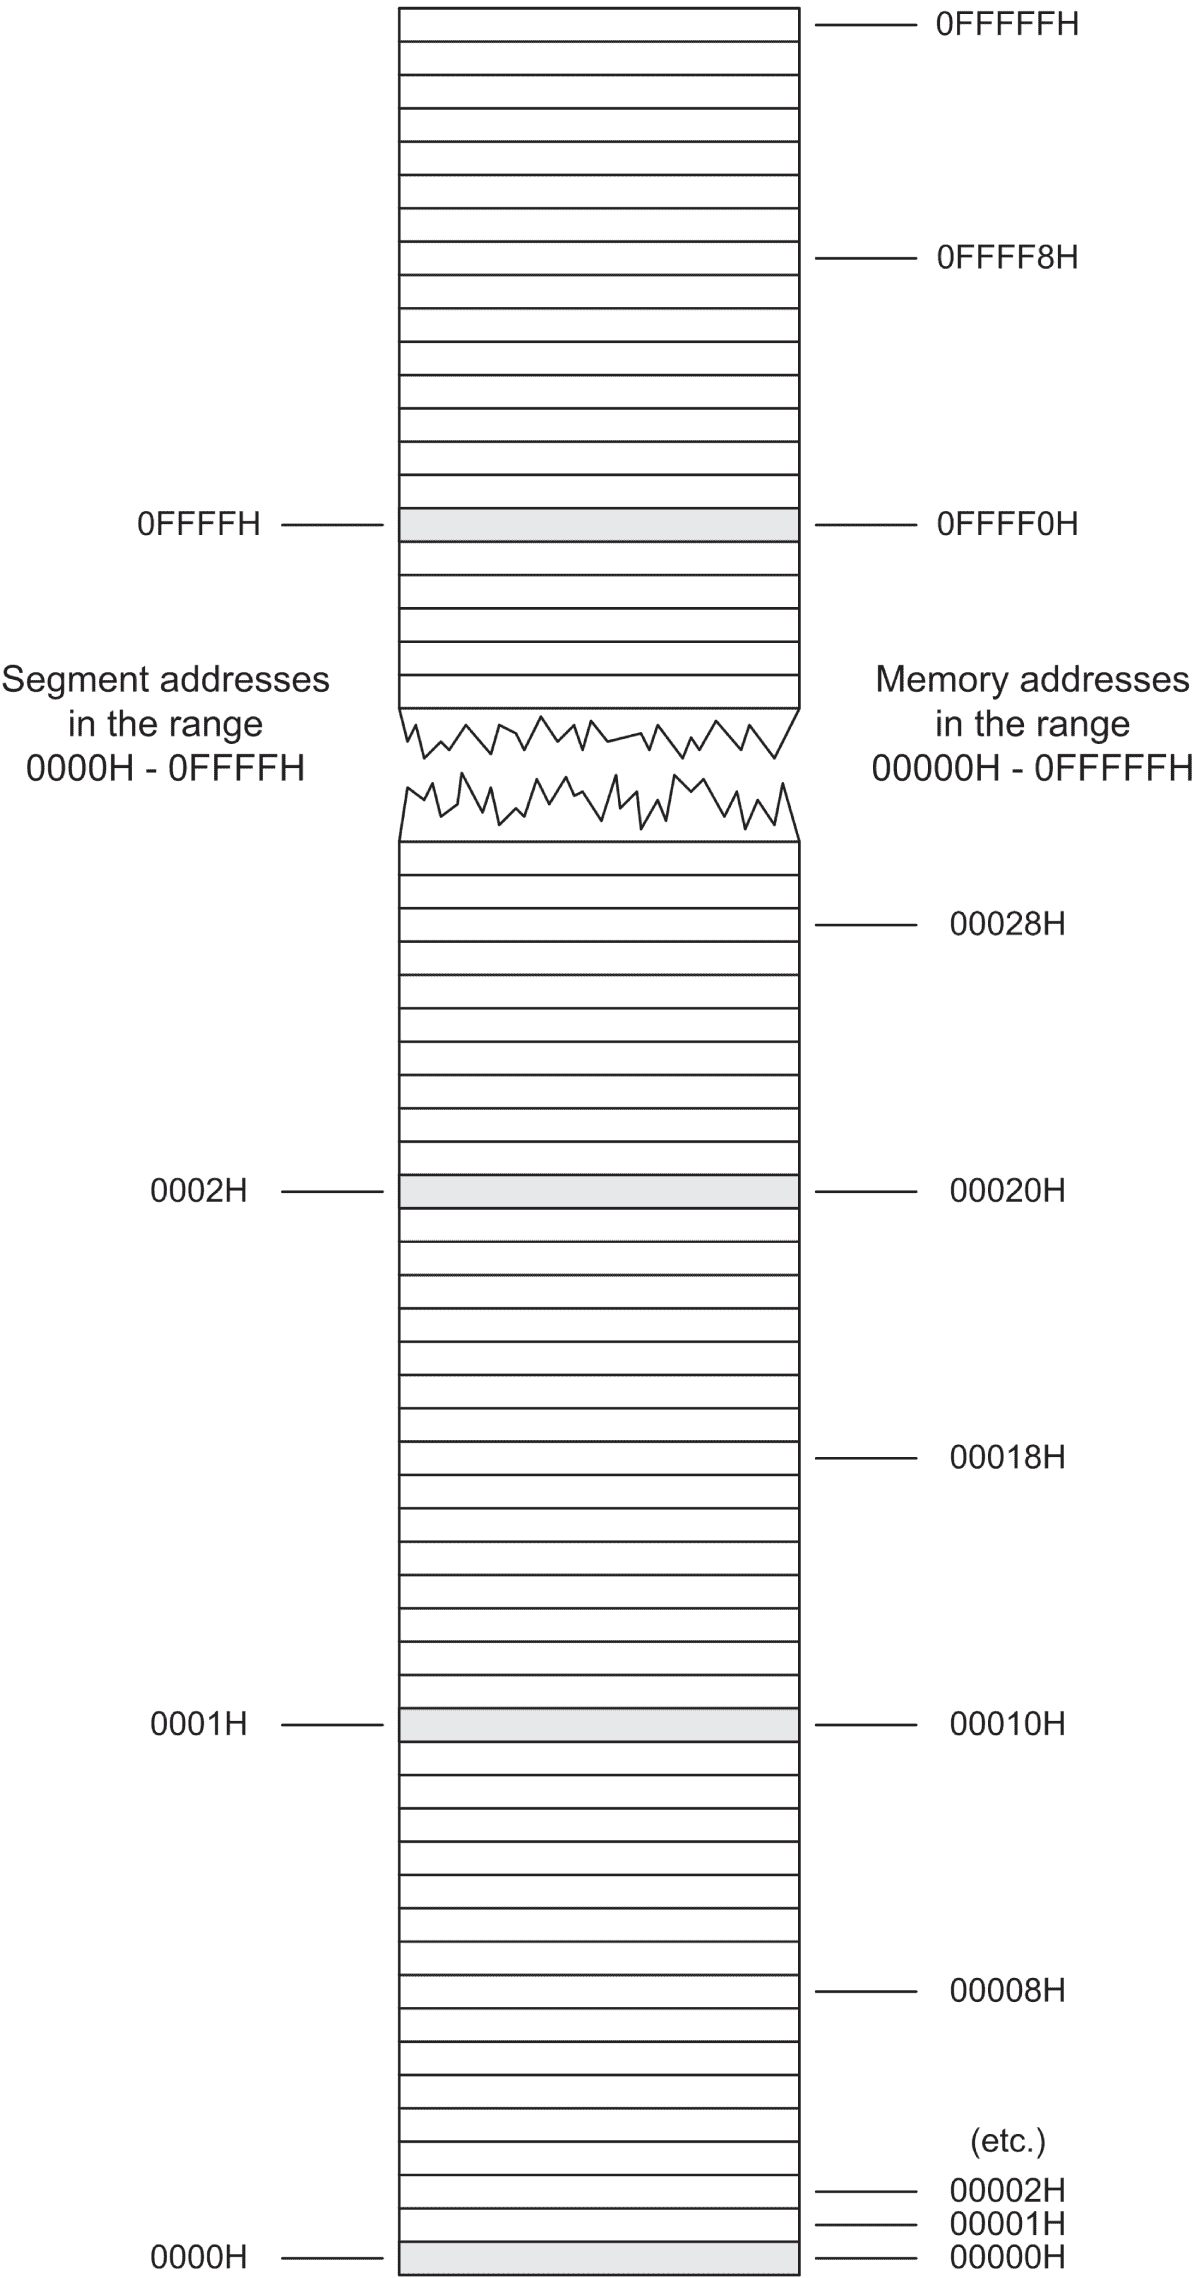 0FFFFFH
0FFFF8H
0FFFFH
0FFFF0H
Segment addresses
in the range
0000H - 0FFFFH
Memory addresses
in the range
00000H - 0FFFFFH
00028H
0002H
00020H
00018H
0001H
00010H
00008H
(etc.)
00002H
00001H
0000H
00000H